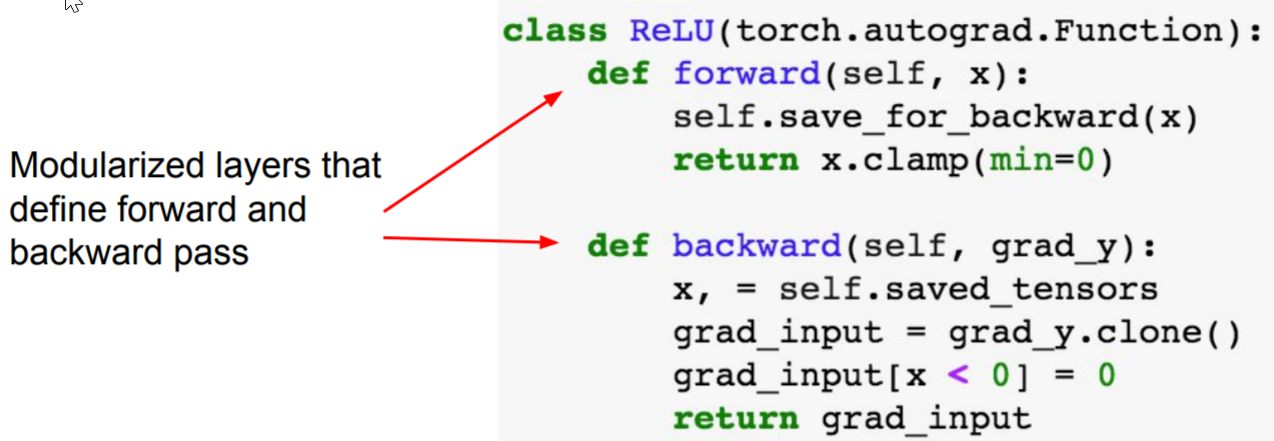 Modularized layers that
define forward and
backward pass
class ReLU(torch.autograd.Function):
    def forward(self, x):
        self.save_for_backward(x)
        return x.clamp(min=0)
    def backward(self, grad_y):
        x, = self.saved_tensors
        grad_input = grad_y.clone()
        grad_input[x < 0] = 0
        return grad_input